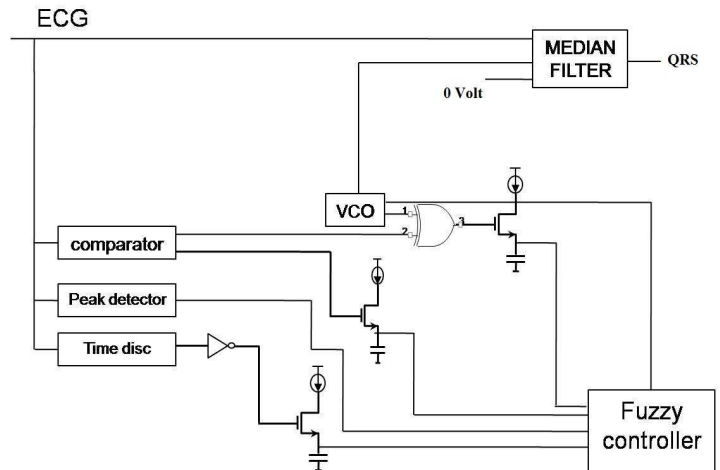 ECG
MEDIAN
FILTER
QRS
0 Volt
VCO
1
2
3
comparator
Peak detector
Time disc
Fuzzy
controller